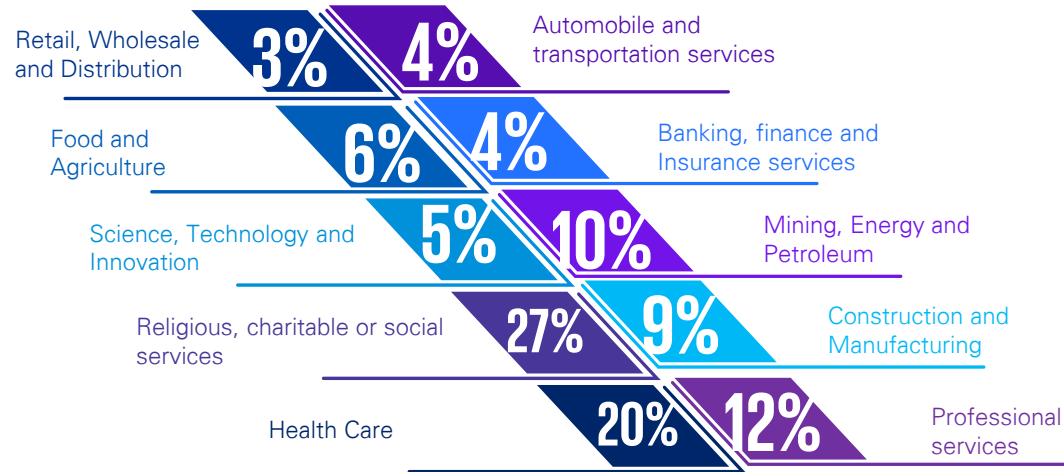 Retail, Wholesale
and Distribution
3%
4%
Automobile and
transportation services
Food and
Agriculture
6%
4%
Banking, finance and
Insurance services
Science, Technology and
Innovation
5%
10%
Mining, Energy and
Petroleum
Religious, charitable or social
services
27%
9%
Construction and
Manufacturing
Health Care
20%
12%
Professional
services